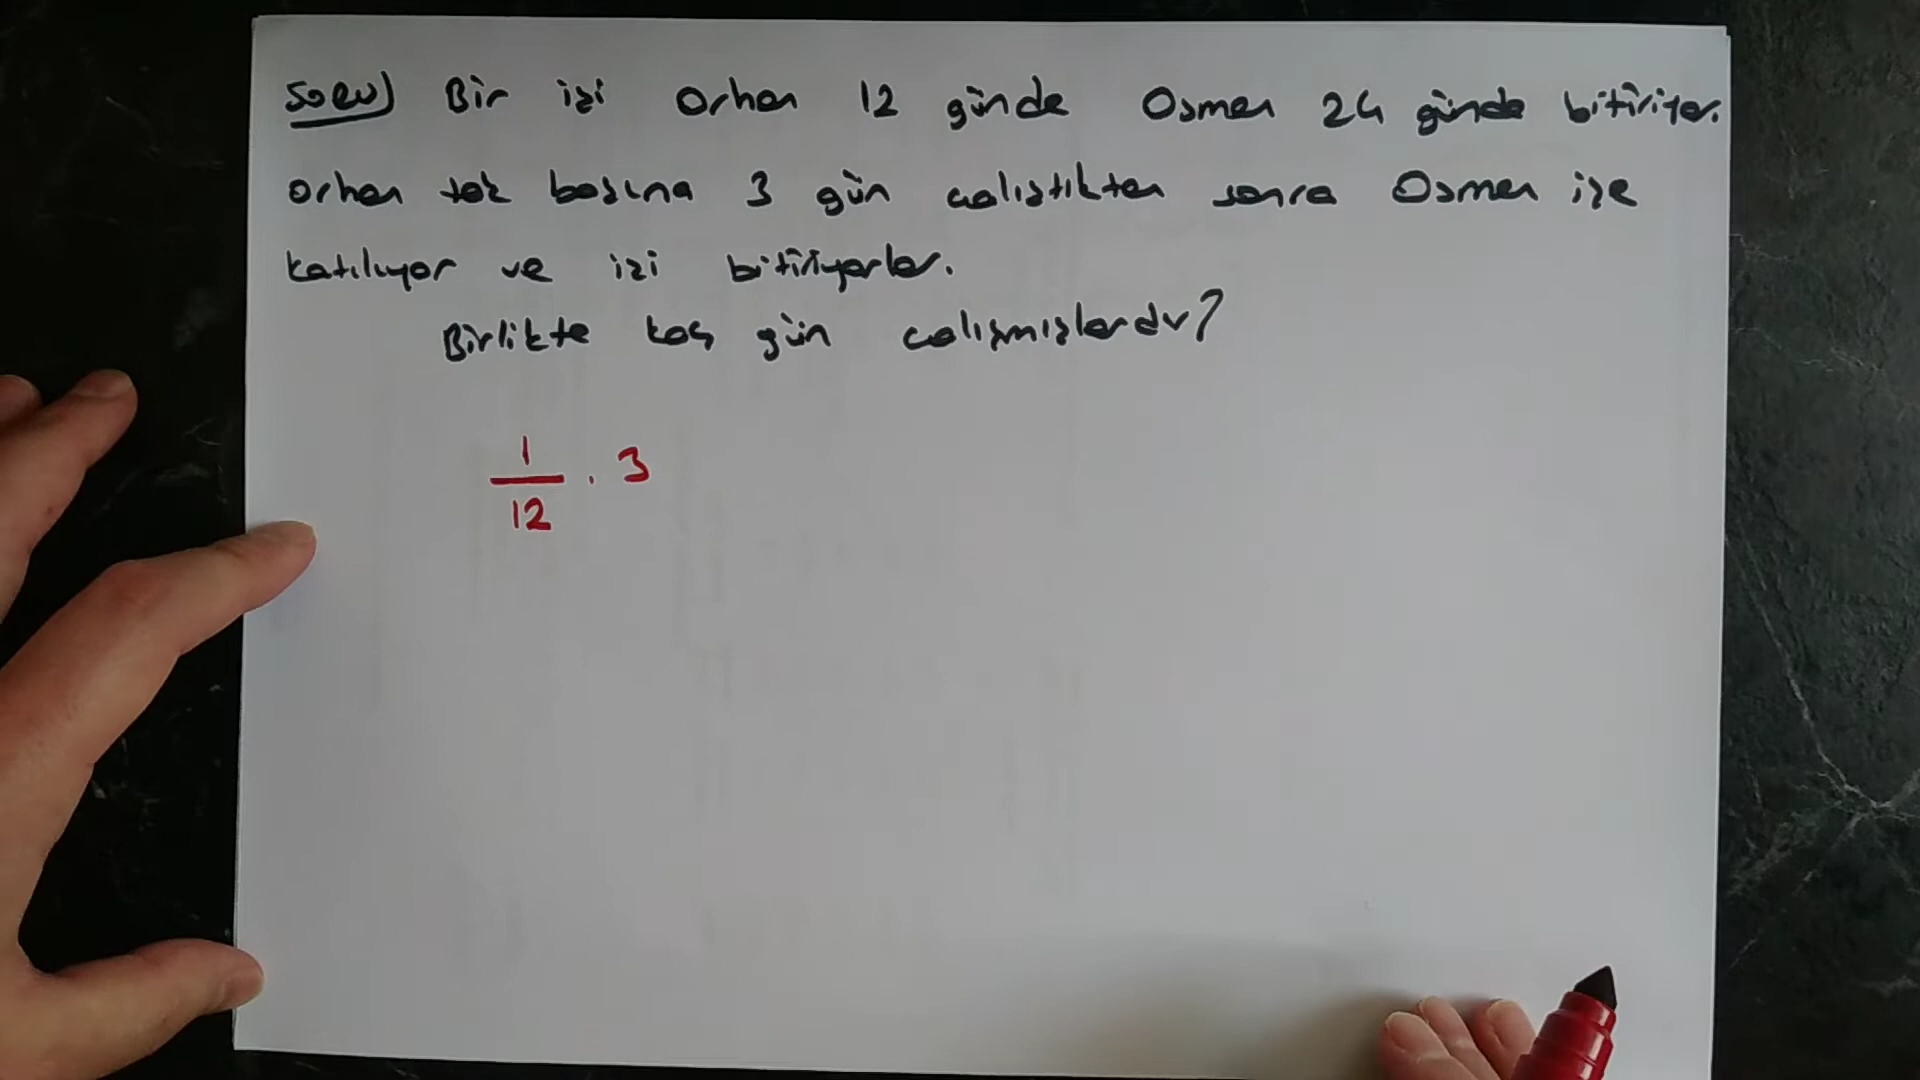 Soru) Bir işi Orhan 12 günde Osman 24 günde bitiriyor.
Orhan tek başına 3 gün çalıştıktan sonra Osman işe
katılıyor ve işi bitiriyorlar.
Birlikte kaç gün çalışmışlardır?
1/12 . 3